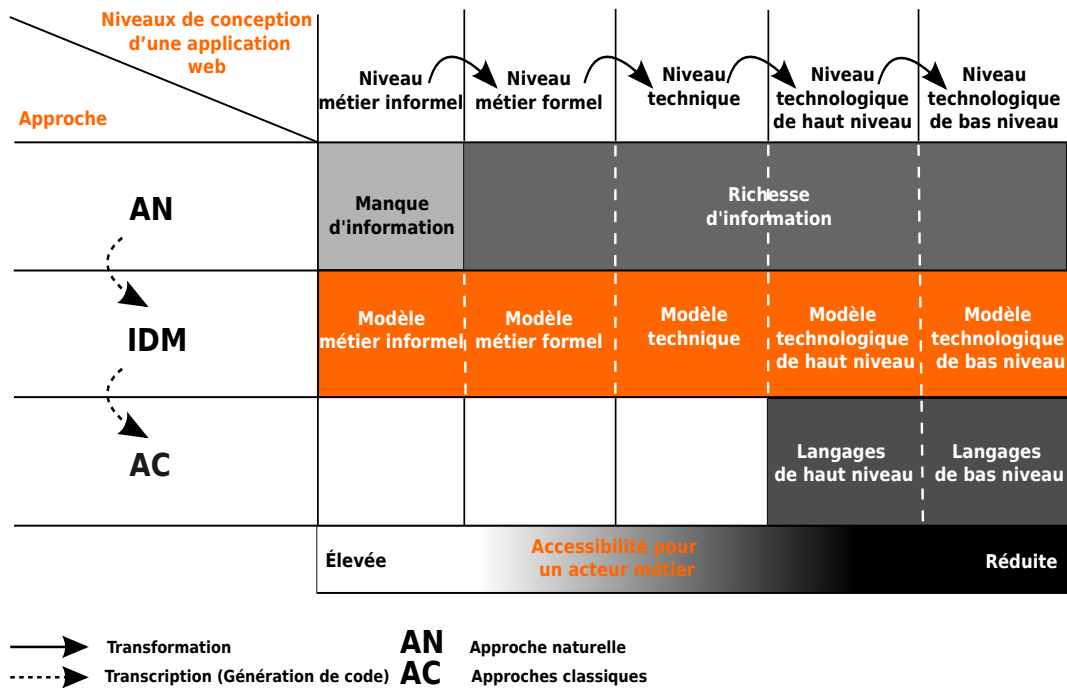 Niveaux de conception
d’une application
web
Approche
Niveau
métier informel
Niveau
métier formel
Niveau
technique
Niveau
technologique
de haut niveau
Niveau
technologique
de bas niveau
AN
Manque
d'information
Richesse
d'information
IDM
Modèle
métier informel
Modèle
métier formel
Modèle
technique
Modèle
technologique
de haut niveau
Modèle
technologique
de bas niveau
AC
Langages
de haut niveau
Langages
de bas niveau
Élevée
Accessibilité pour
un acteur métier
Réduite
Transformation
AN Approche naturelle
Transcription (Génération de code)
AC Approches classiques